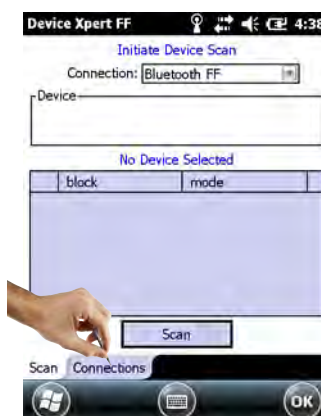 Device Xpert FF 4:38
Initiate Device Scan
Connection: Bluetooth FF
Device
No Device Selected
block mode
Scan
Scan Connections
OK